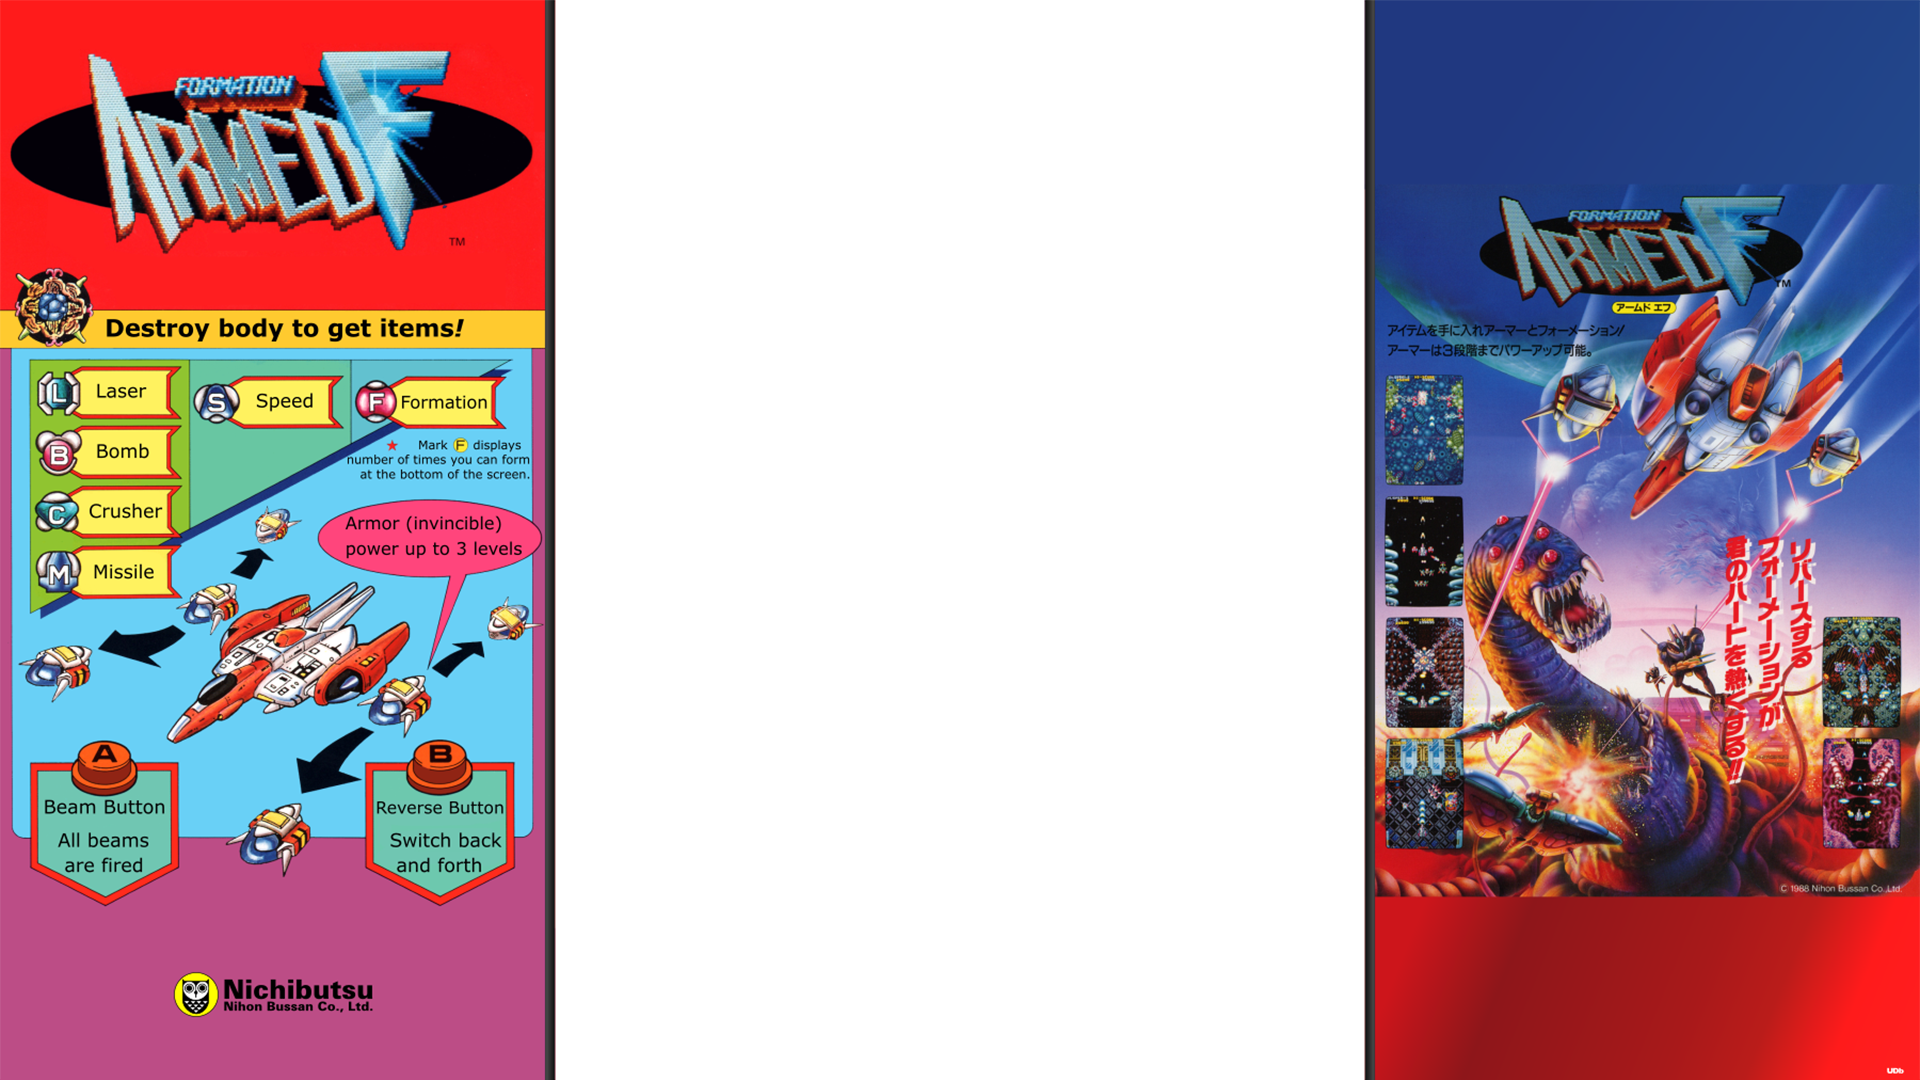 FORMATION
ARMED F
TM
Destroy body to get items!
L Laser
S Speed
F Formation
B Bomb
★ Mark F displays
number of times you can form
at the bottom of the screen.
C Crusher
M Missile
Armor (invincible)
power up to 3 levels
A
Beam Button
All beams
are fired
B
Reverse Button
Switch back
and forth
Nichibutsu
Nihon Bussan Co., Ltd.
FORMATION
ARMED F
TM
アームド エフ
アイテムを手に入れアーマーとフォーメーション!
アーマーは3段階までパワーアップ可能。
リバースする
フォーメーションが
君のハートを熱くする!!
© 1988 Nihon Bussan Co.,Ltd.
UDb